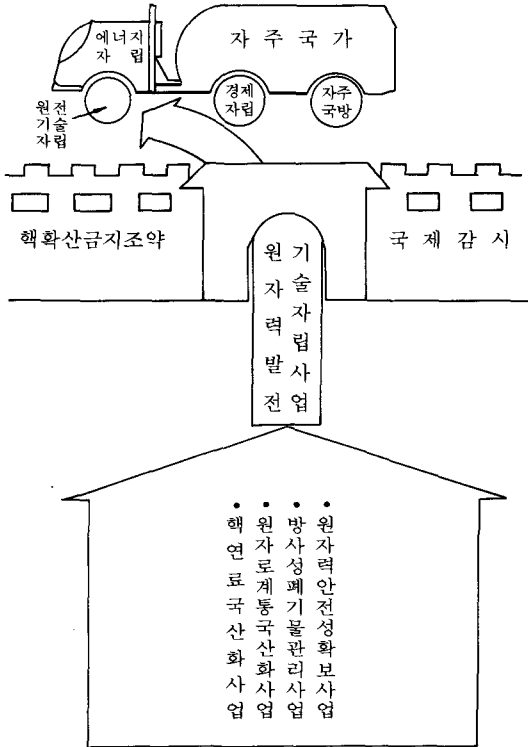 에너지
자립
자주국가
경제
자립
자주
국방
원전
기술
자립
핵확산금지조약
국제감시
기술자립사업
원자력발전
• 원자력안전성확보사업
• 방사성폐기물관리사업
• 원자로계통국산화사업
• 핵연료국산화사업